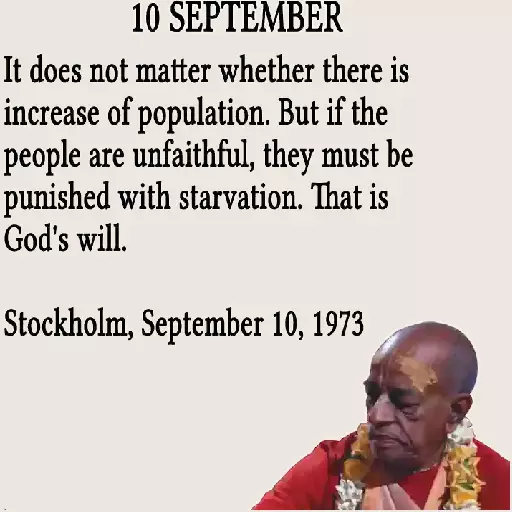 10 SEPTEMBER
It does not matter whether there is
increase of population. But if the
people are unfaithful, they must be
punished with starvation. That is
God's will.
Stockholm, September 10, 1973